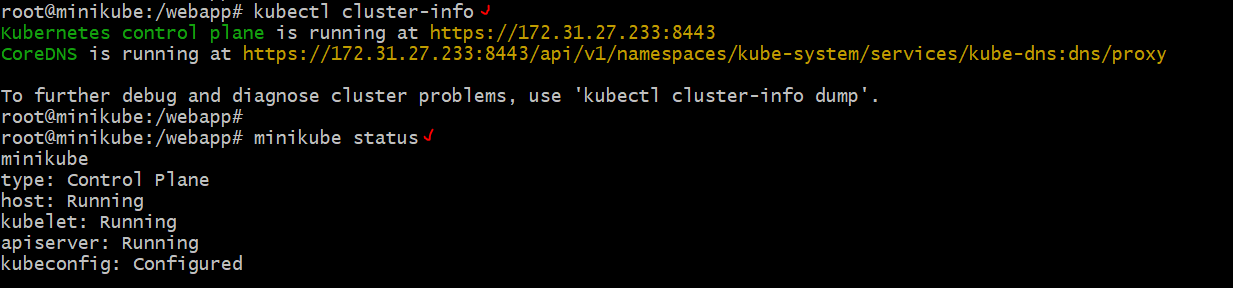 root@minikube:/webapp# kubectl cluster-info
Kubernetes control plane is running at https://172.31.27.233:8443
CoreDNS is running at https://172.31.27.233:8443/api/v1/namespaces/kube-system/services/kube-dns:dns/proxy
To further debug and diagnose cluster problems, use 'kubectl cluster-info dump'.
root@minikube:/webapp#
root@minikube:/webapp# minikube status
minikube
type: Control Plane
host: Running
kubelet: Running
apiserver: Running
kubeconfig: Configured